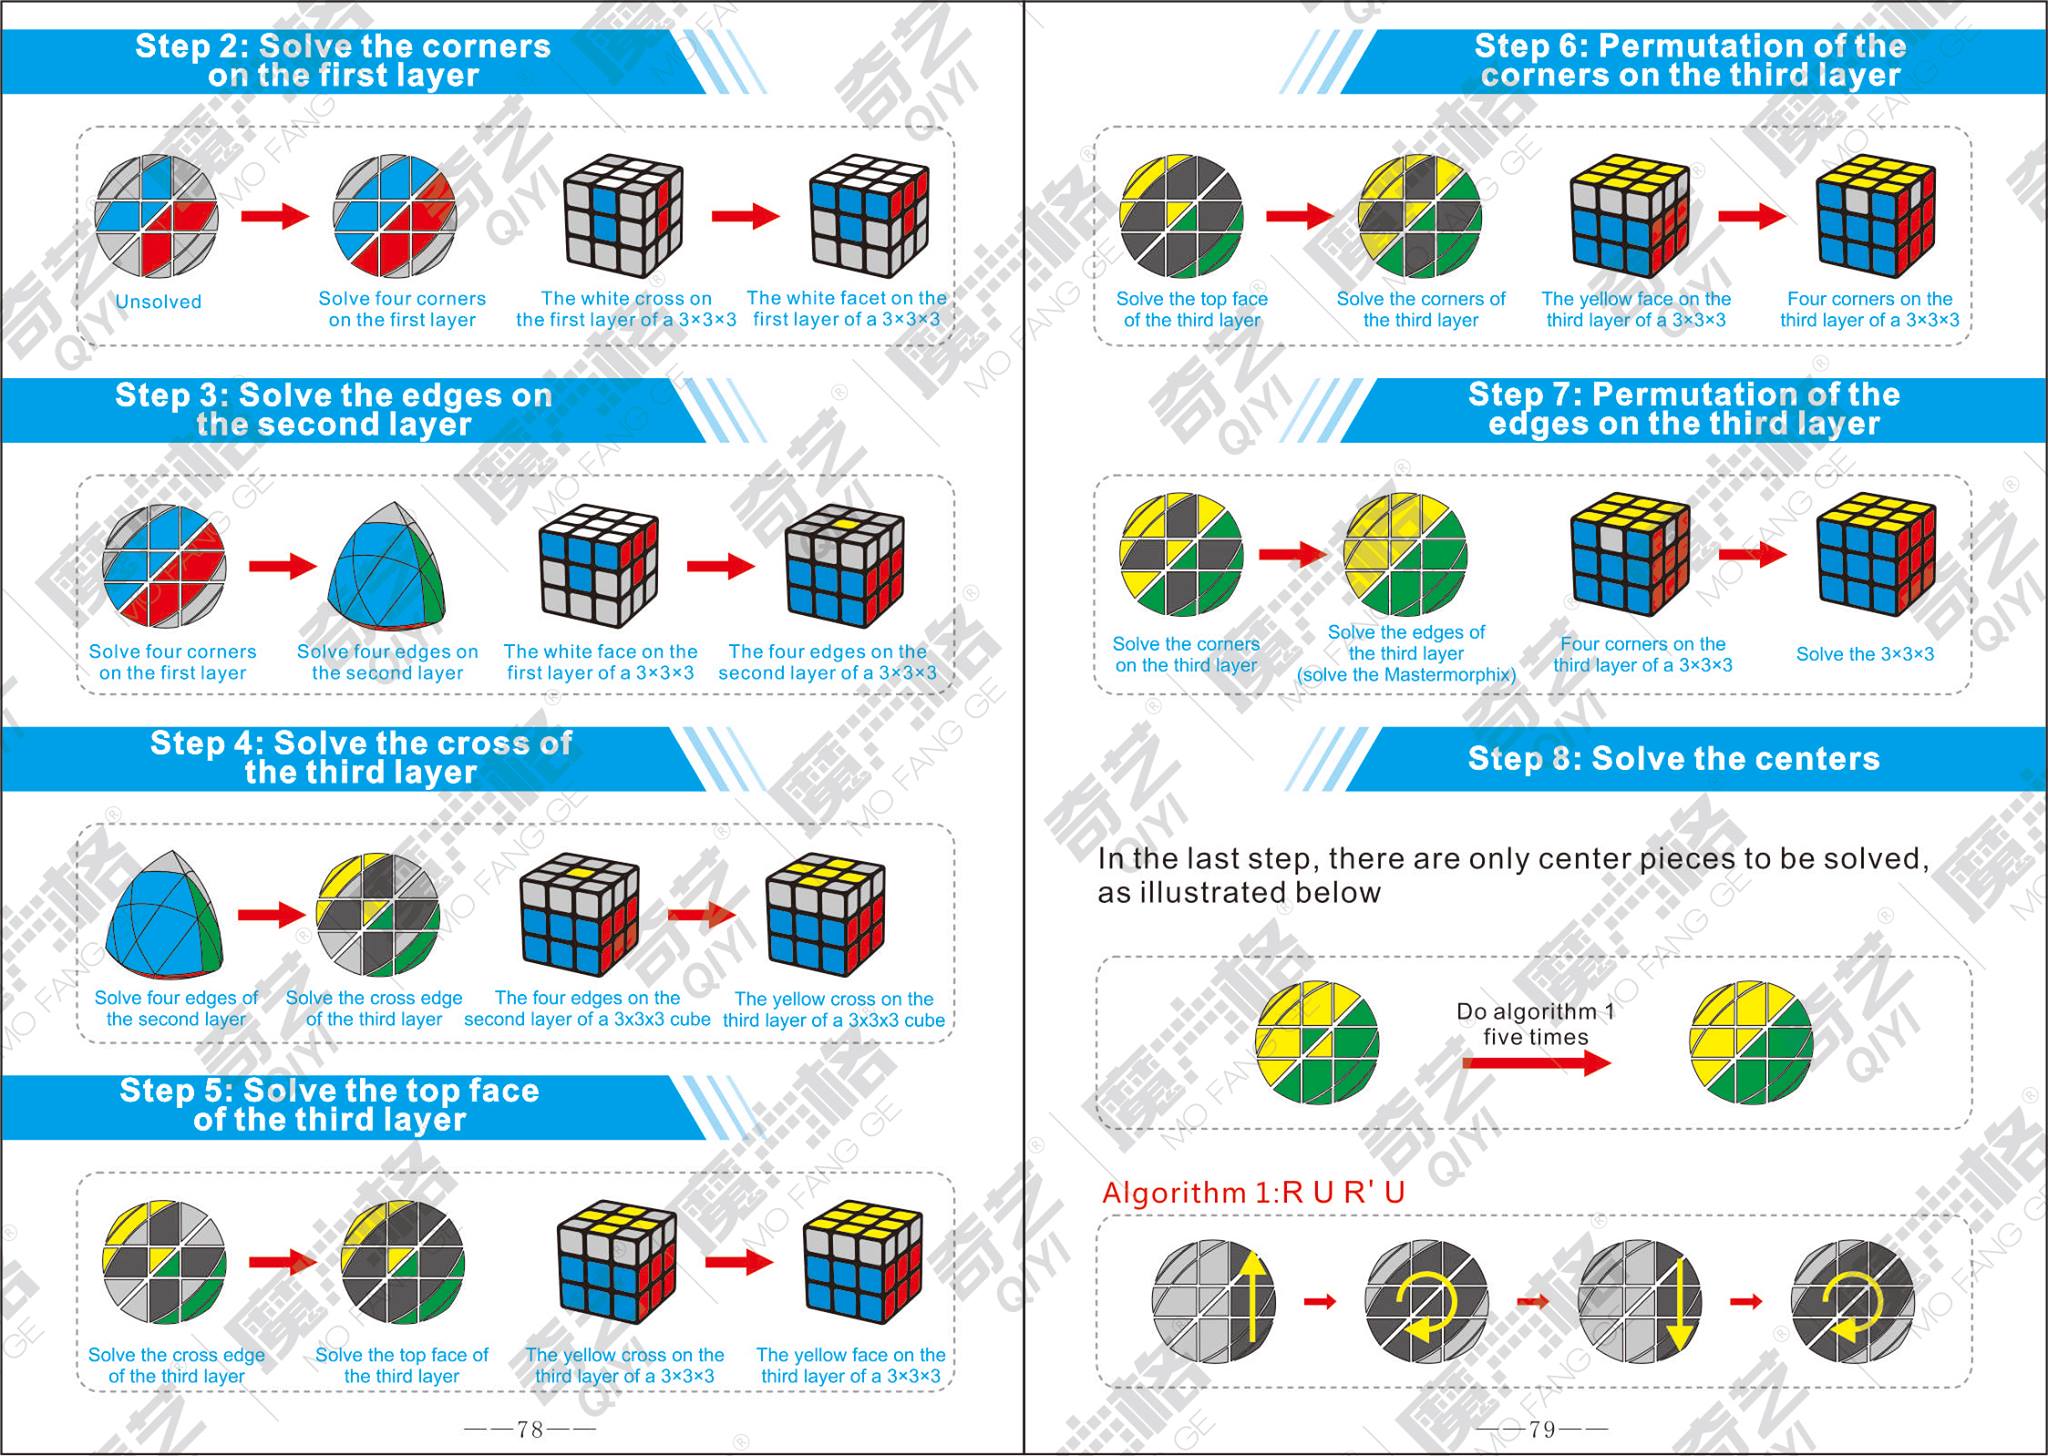 Step 2: Solve the corners
on the first layer
Unsolved
Solve four corners
on the first layer
The white cross on
the first layer of a 3×3×3
The white facet on the
first layer of a 3×3×3
Step 3: Solve the edges on
the second layer
Solve four corners
on the first layer
Solve four edges on
the second layer
The white face on the
first layer of a 3×3×3
The four edges on the
second layer of a 3×3×3
Step 4: Solve the cross of
the third layer
Solve four edges of
the second layer
Solve the cross edge
of the third layer
The four edges on the
second layer of a 3x3x3 cube
The yellow cross on the
third layer of a 3x3x3 cube
Step 5: Solve the top face
of the third layer
Solve the cross edge
of the third layer
Solve the top face of
the third layer
The yellow cross on the
third layer of a 3×3×3
The yellow face on the
third layer of a 3×3×3
——78——
Step 6: Permutation of the
corners on the third layer
Solve the top face
of the third layer
Solve the corners of
the third layer
The yellow face on the
third layer of a 3×3×3
Four corners on the
third layer of a 3×3×3
Step 7: Permutation of the
edges on the third layer
Solve the corners
on the third layer
Solve the edges of
the third layer
(solve the Mastermorphix)
Four corners on the
third layer of a 3×3×3
Solve the 3×3×3
Step 8: Solve the centers
In the last step, there are only center pieces to be solved,
as illustrated below
Do algorithm 1
five times
Algorithm 1:R U R' U
——79——
奇艺
QIYI
魔方格®
MO FANG GE